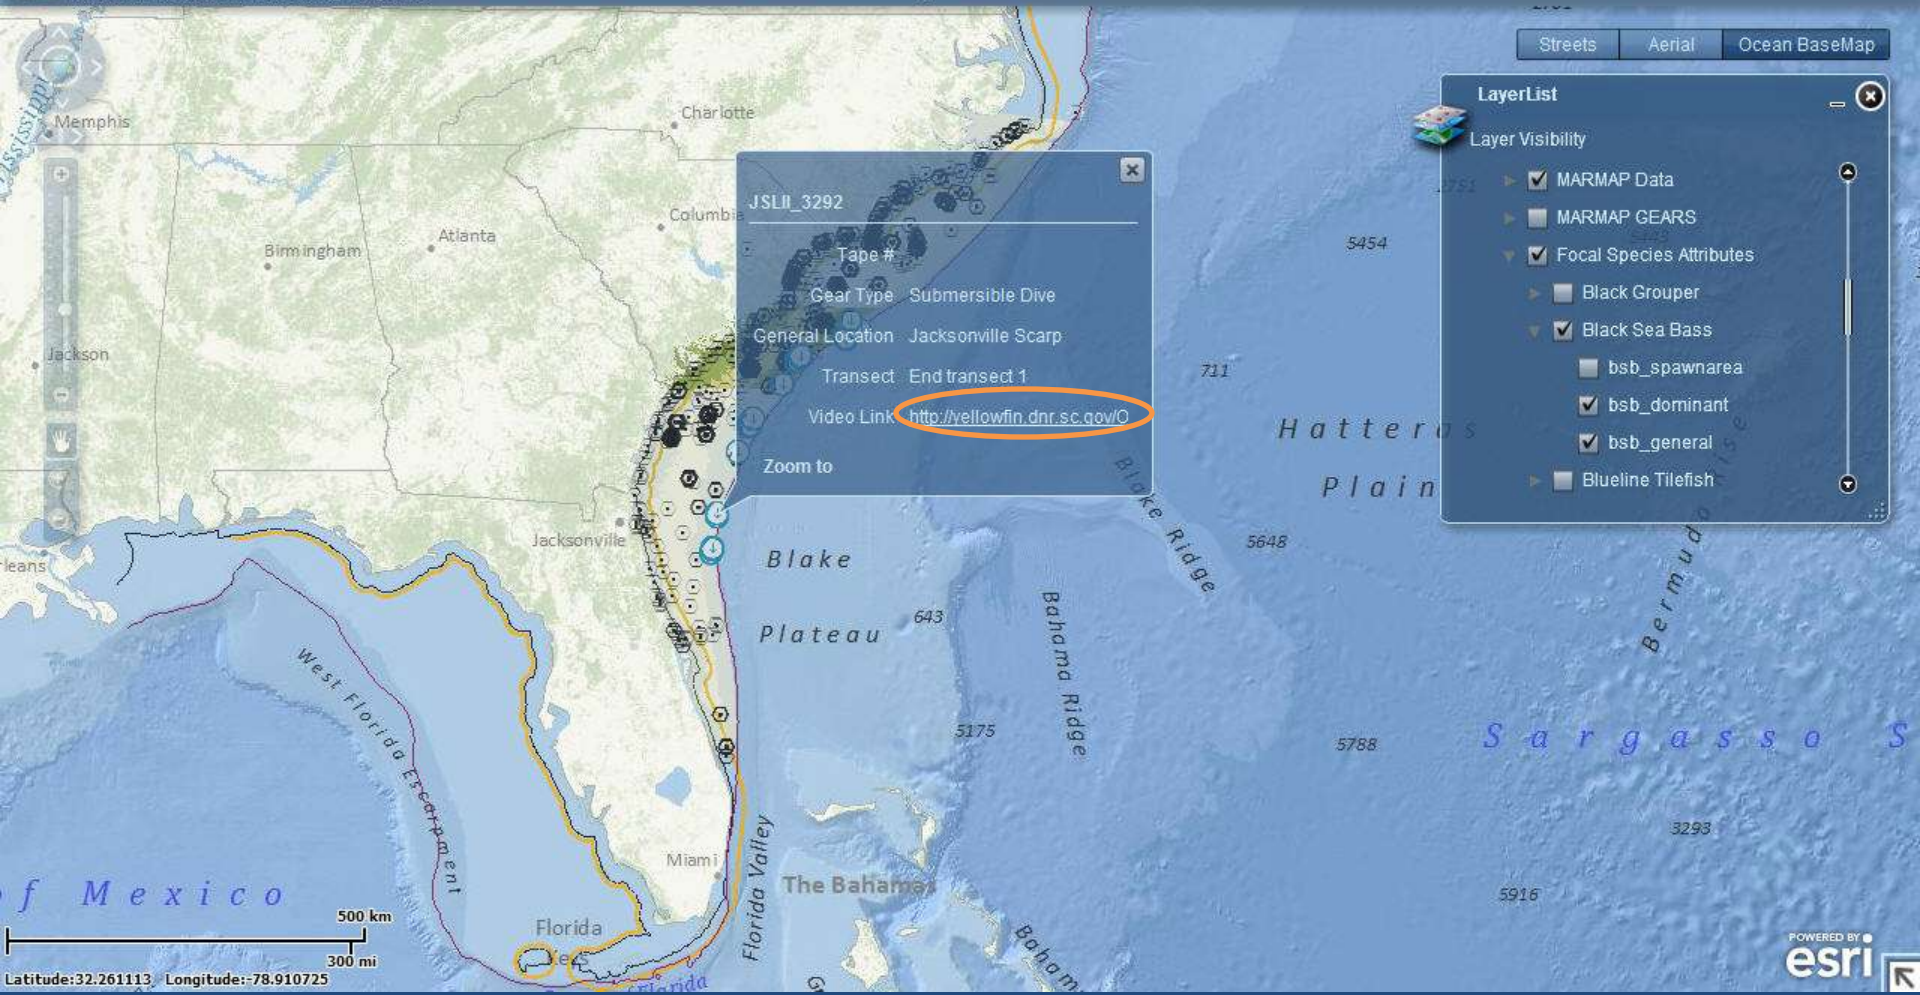 Streets Aerial Ocean BaseMap
LayerList
Layer Visibility
MARMAP Data
MARMAP GEARS
Focal Species Attributes
Black Grouper
Black Sea Bass
bsb_spawnarea
bsb_dominant
bsb_general
Blueline Tilefish
JSLII_3292
Tape #
Gear Type Submersible Dive
General Location Jacksonville Scarp
Transect End transect 1
Video Link http://yellowfin.dnr.sc.gov/O
Zoom to
Mississippi
Memphis
Charlotte
Columbia
Atlanta
Birmingham
Jackson
Jacksonville
leans
2751
5454
711
Hatteras
Plain
Blake Ridge
5648
Blake
Plateau
643
Bahama Ridge
5175
5788
Sargasso S
3293
5916
West Florida Escarpment
of Mexico
Miami
Florida Valley
The Bahamas
Florida
Keys
Florida
500 km
300 mi
Latitude:32.261113 Longitude:-78.910725
POWERED BY
esri